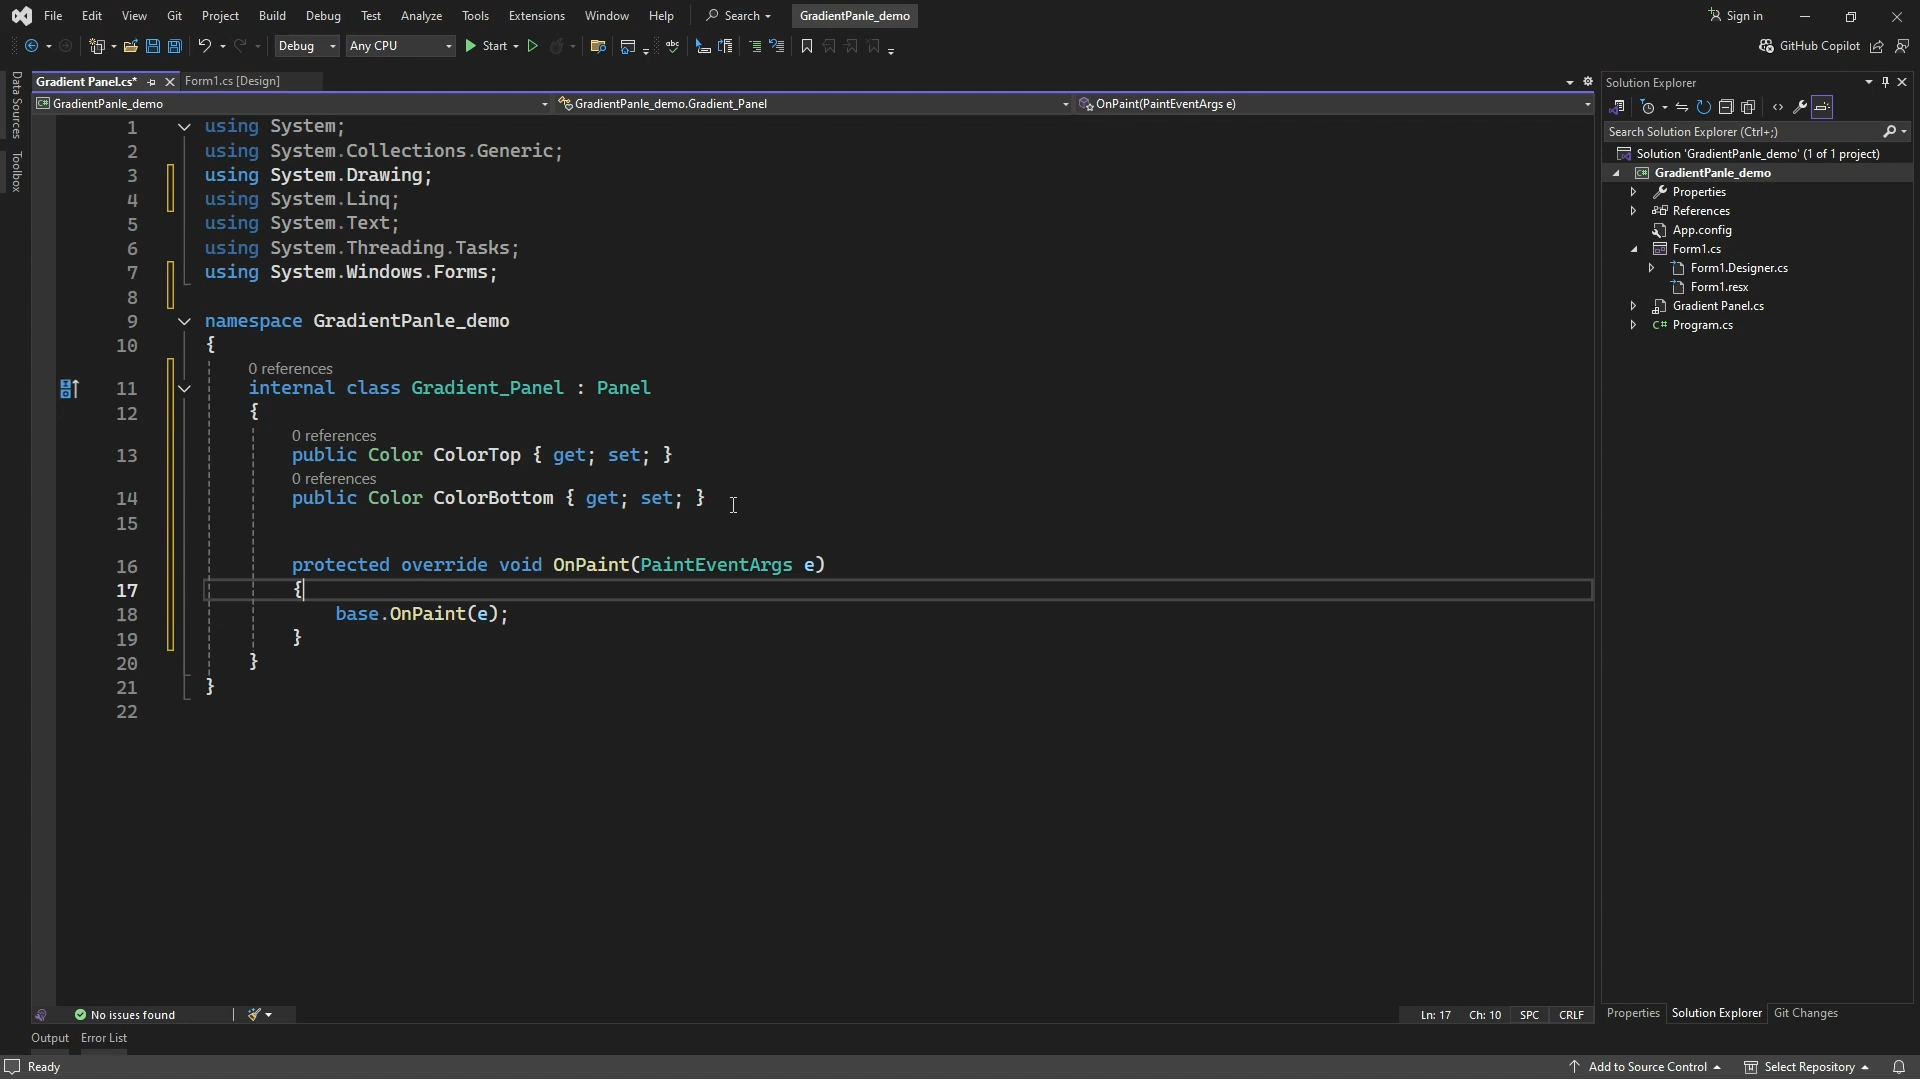 File Edit View Git Project Build Debug Test Analyze Tools Extensions Window Help Search GradientPanle_demo Sign in
Debug Any CPU Start GitHub Copilot
Data Sources
Toolbox
Gradient Panel.cs* Form1.cs [Design]
GradientPanle_demo GradientPanle_demo.Gradient_Panel OnPaint(PaintEventArgs e)
1 using System;
2 using System.Collections.Generic;
3 using System.Drawing;
4 using System.Linq;
5 using System.Text;
6 using System.Threading.Tasks;
7 using System.Windows.Forms;
8
9 namespace GradientPanle_demo
10 {
0 references
11 internal class Gradient_Panel : Panel
12 {
0 references
13 public Color ColorTop { get; set; }
0 references
14 public Color ColorBottom { get; set; }
15
16 protected override void OnPaint(PaintEventArgs e)
17 {
18 base.OnPaint(e);
19 }
20 }
21 }
22
No issues found Ln: 17 Ch: 10 SPC CRLF
Output Error List
Solution Explorer
Search Solution Explorer (Ctrl+;)
Solution 'GradientPanle_demo' (1 of 1 project)
GradientPanle_demo
Properties
References
App.config
Form1.cs
Form1.Designer.cs
Form1.resx
Gradient Panel.cs
C# Program.cs
Properties Solution Explorer Git Changes
Ready Add to Source Control Select Repository